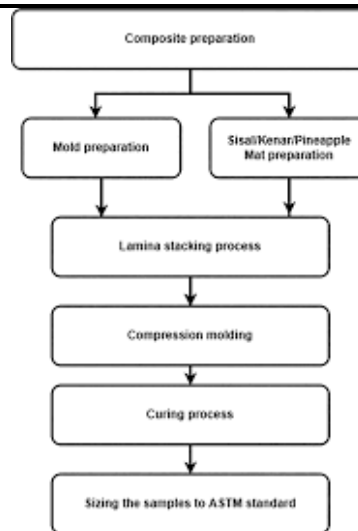 Composite preparation
Mold preparation
Sisal/Kenar/Pineapple
Mat preparation
Lamina stacking process
Compression molding
Curing process
Sizing the samples to ASTM standard